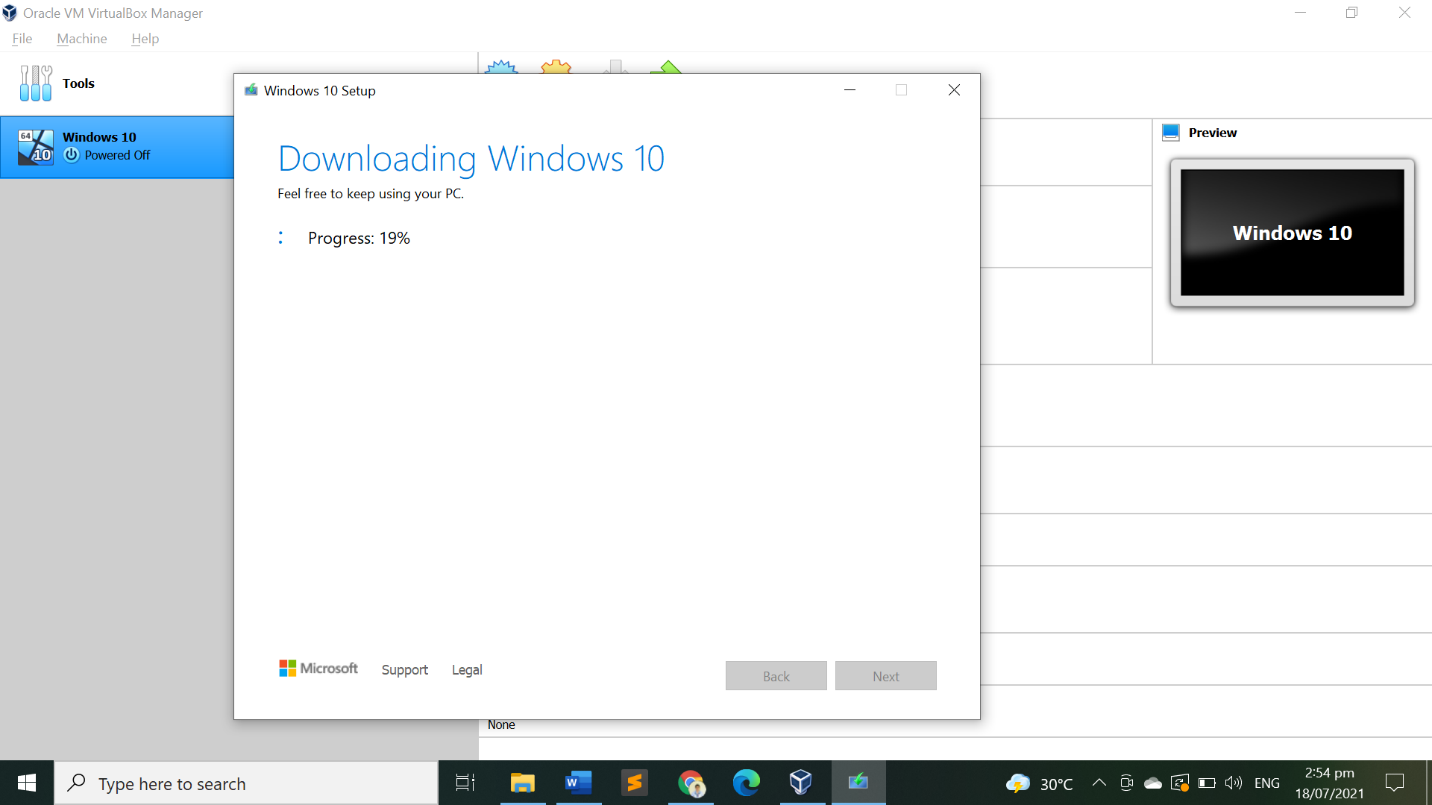 Oracle VM VirtualBox Manager
File Machine Help
Tools
Windows 10 Setup
64
10
Windows 10
Powered Off
Preview
Downloading Windows 10
Feel free to keep using your PC.
Windows 10
Progress: 19%
Microsoft Support Legal
Back Next
None
Type here to search
W
30°C
ENG
2:54 pm
18/07/2021